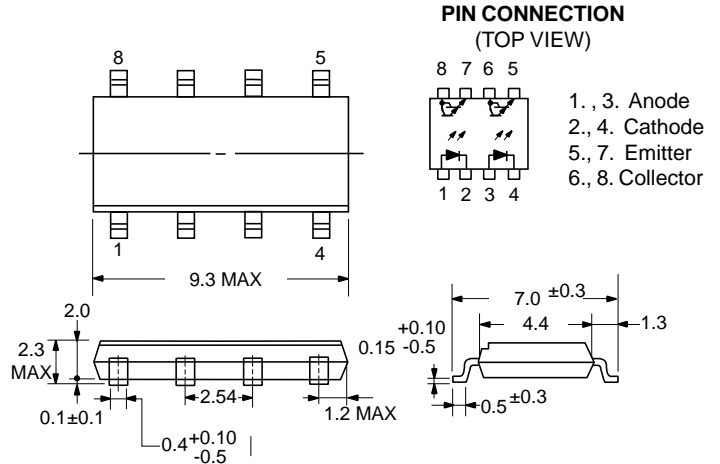 PIN CONNECTION
(TOP VIEW)
8 5
8 7 6 5
1. , 3. Anode
2., 4. Cathode
5., 7. Emitter
6., 8. Collector
1 2 3 4
1 4
9.3 MAX
2.0
2.3
MAX
0.1±0.1
2.54
1.2 MAX
0.4 +0.10
-0.5
7.0 ±0.3
4.4
1.3
0.15 +0.10
-0.5
0.5 ±0.3